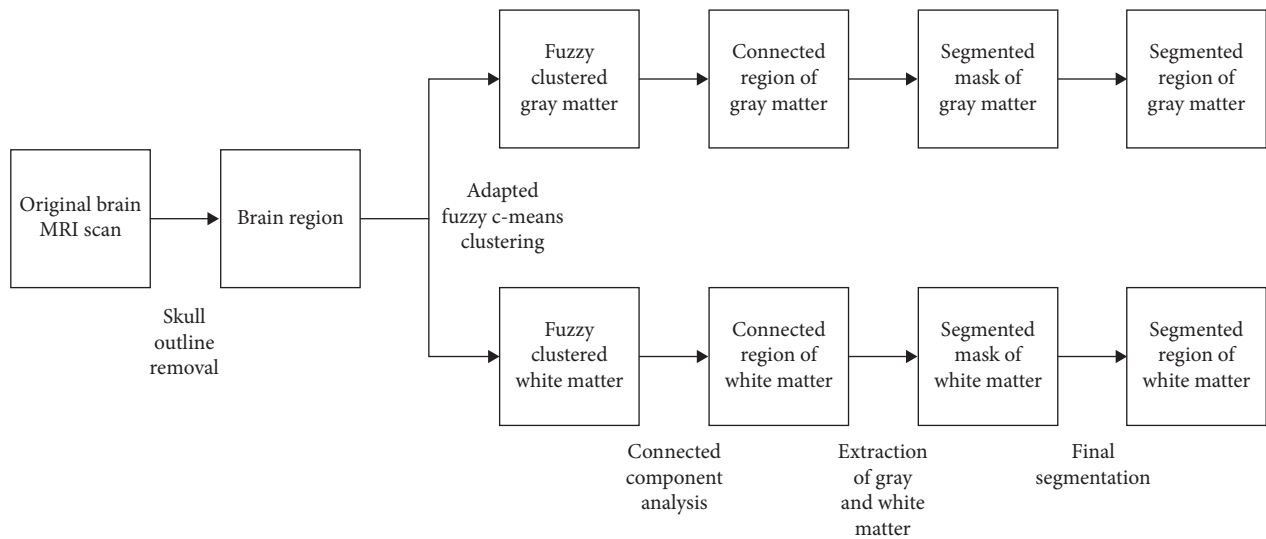 Original brain
MRI scan
Skull
outline
removal
Brain region
Adapted
fuzzy c-means
clustering
Fuzzy
clustered
gray matter
Connected
region of
gray matter
Segmented
mask of
gray matter
Segmented
region of
gray matter
Fuzzy
clustered
white matter
Connected
region of
white matter
Segmented
mask of
white matter
Segmented
region of
white matter
Connected
component
analysis
Extraction
of gray
and white
matter
Final
segmentation